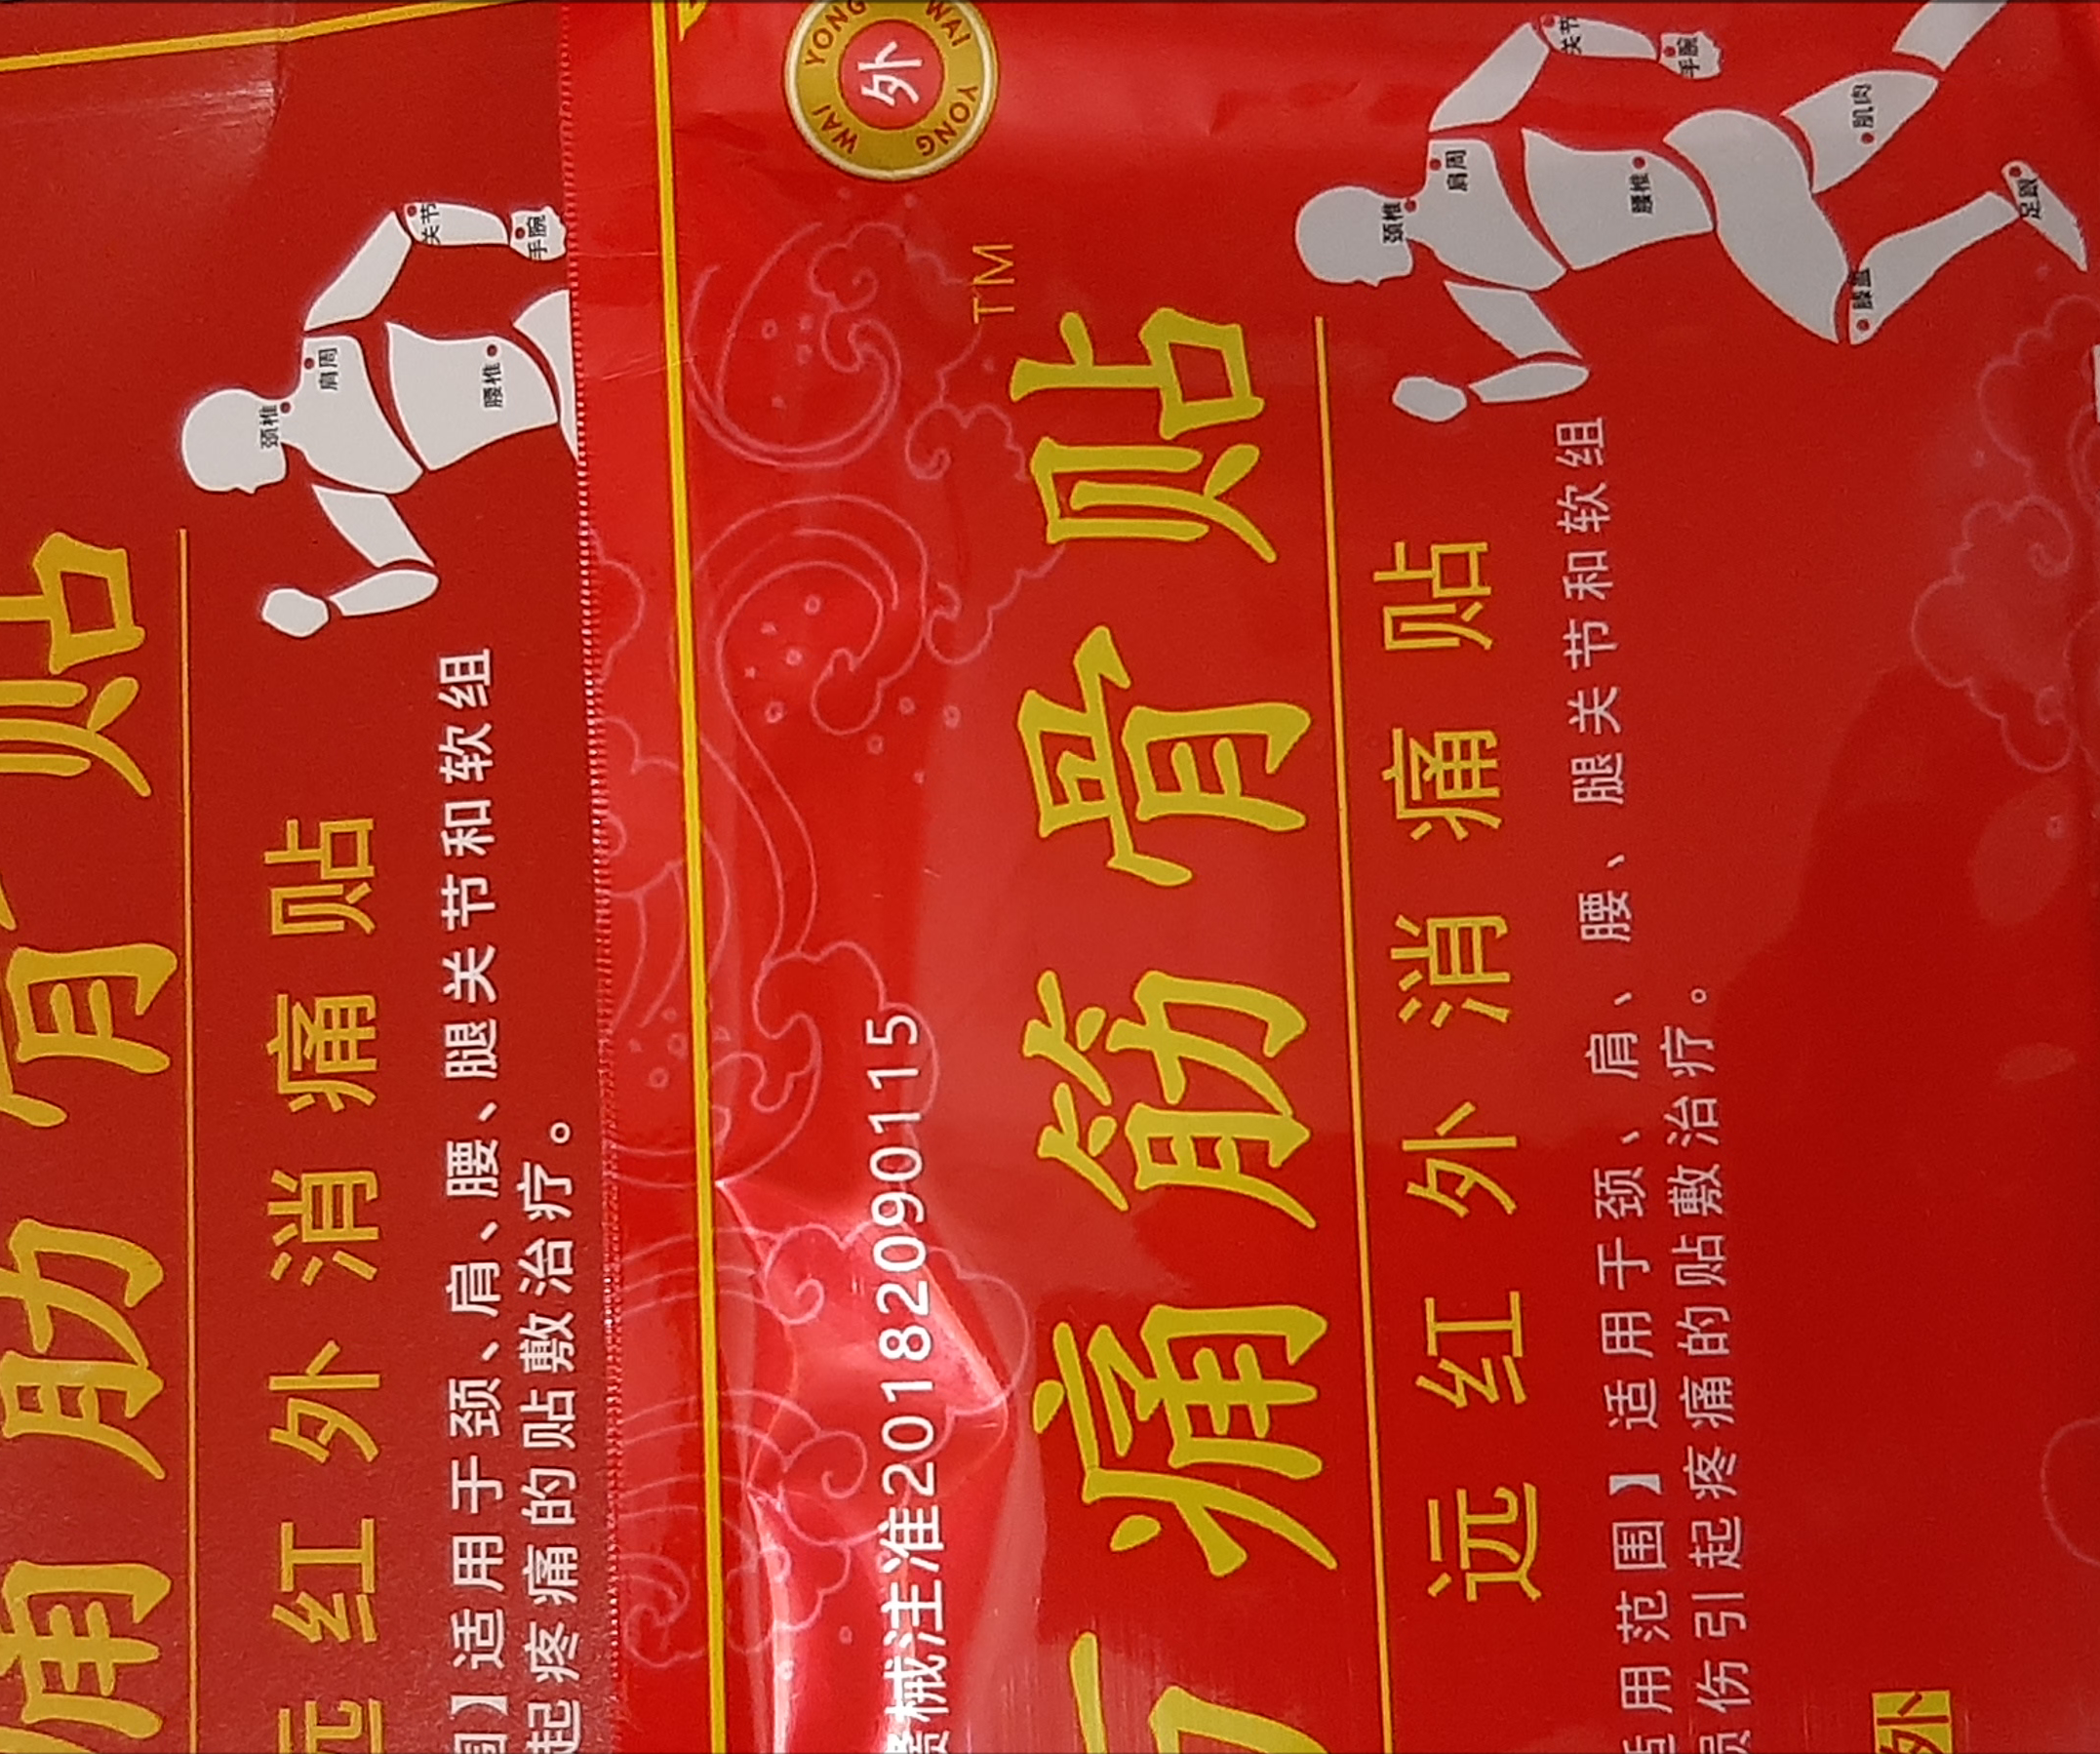 痛筋骨贴
远红外消痛贴
颈椎
肩周
关节
腰椎
手腕
围】适用于颈、肩、腰、腿关节和软组
起疼痛的贴敷治疗。
WAI YONG WAI YONG
外
械注准20182090115
痛筋骨贴TM
远红外消痛贴
颈椎
肩周
关节
腰椎
手腕
肌肉
膝盖
足跟
适用范围】适用于颈、肩、腰、腿关节和软组
损伤引起疼痛的贴敷治疗。
外